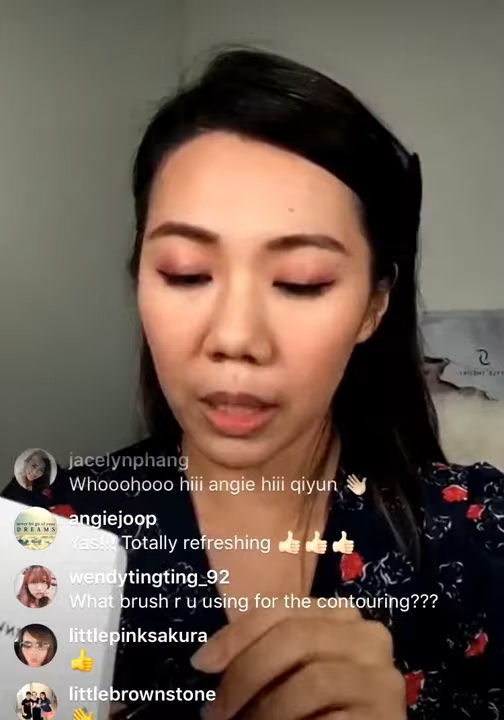 jacelynphang
Whooohooo hiii angie hiii qiyun 👋🏻
angiejoop
Yas!!! Totally refreshing 👍🏻👍🏻👍🏻
wendytingting_92
What brush r u using for the contouring???
littlepinksakura
👍
littlebrownstone
👋
DREAMS